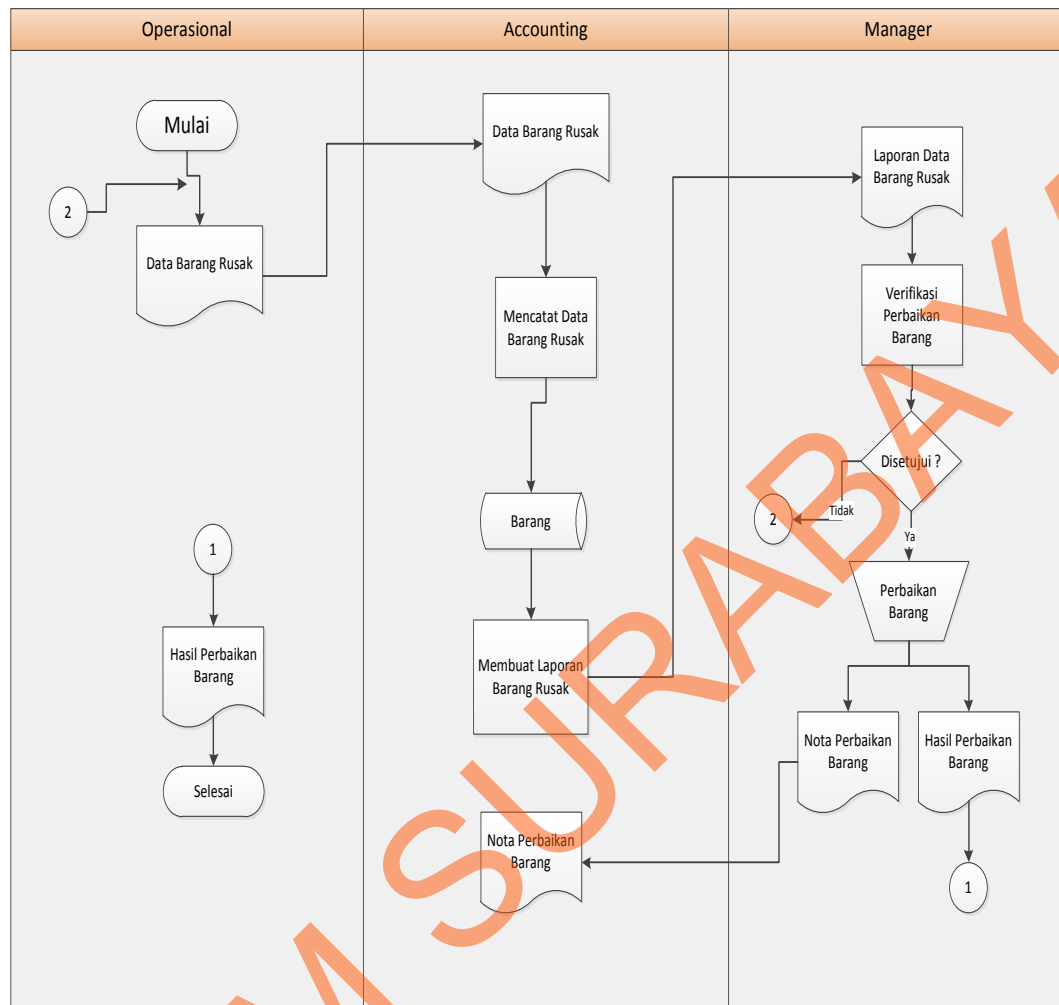 Operasional
Accounting
Manager
Mulai
2
Data Barang Rusak
1
Hasil Perbaikan
Barang
Selesai
Data Barang Rusak
Mencatat Data
Barang Rusak
Barang
Membuat Laporan
Barang Rusak
Nota Perbaikan
Barang
Laporan Data
Barang Rusak
Verifikasi
Perbaikan
Barang
Disetujui ?
Tidak
2
Ya
Perbaikan
Barang
Nota Perbaikan
Barang
Hasil Perbaikan
Barang
1
M SURABAYA